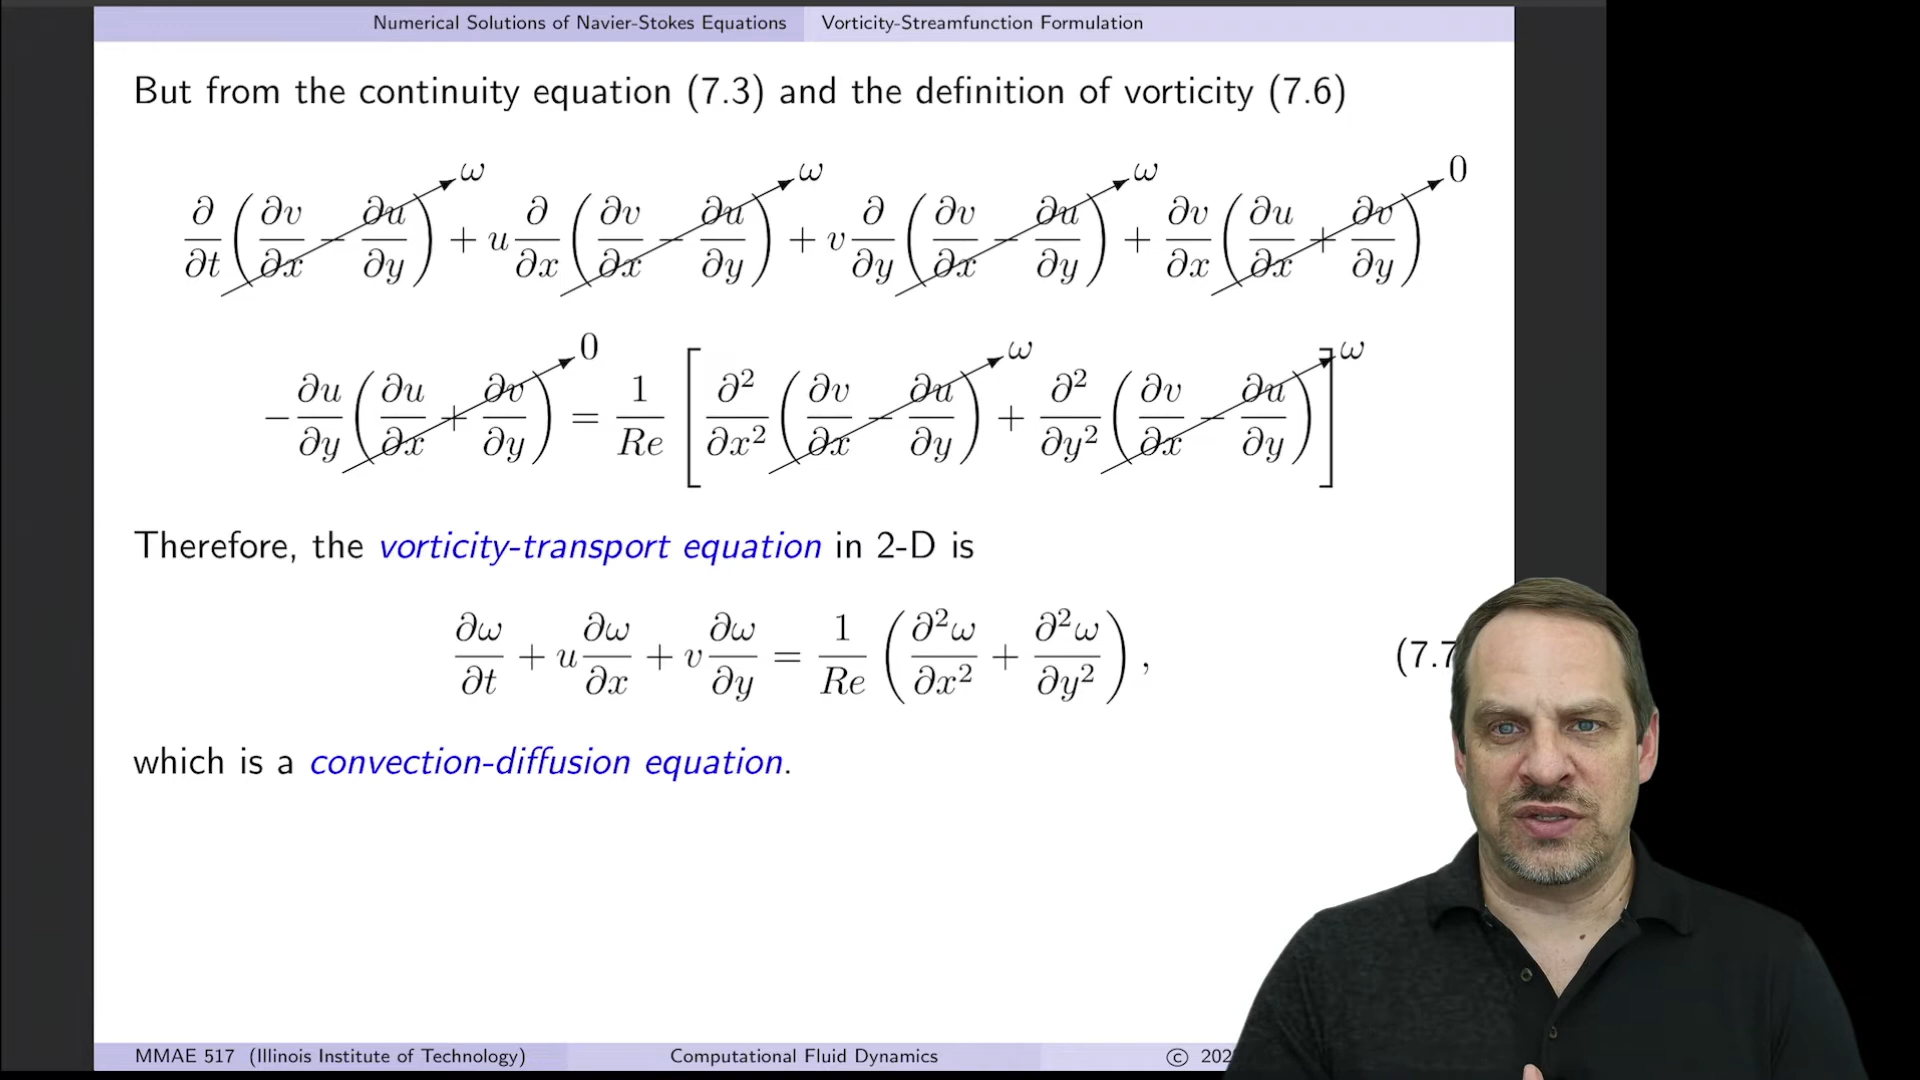 Numerical Solutions of Navier-Stokes Equations Vorticity-Streamfunction Formulation
But from the continuity equation (7.3) and the definition of vorticity (7.6)
∂/∂t (∂v/∂x − ∂u/∂y) ω + u ∂/∂x (∂v/∂x − ∂u/∂y) ω + v ∂/∂y (∂v/∂x − ∂u/∂y) ω + ∂v/∂x (∂u/∂x + ∂v/∂y) 0
− ∂u/∂y (∂u/∂x + ∂v/∂y) 0 = 1/Re [∂²/∂x² (∂v/∂x − ∂u/∂y) ω + ∂²/∂y² (∂v/∂x − ∂u/∂y) ω]
Therefore, the vorticity-transport equation in 2-D is
∂ω/∂t + u ∂ω/∂x + v ∂ω/∂y = 1/Re (∂²ω/∂x² + ∂²ω/∂y²), (7.7
which is a convection-diffusion equation.
MMAE 517 (Illinois Institute of Technology) Computational Fluid Dynamics ©